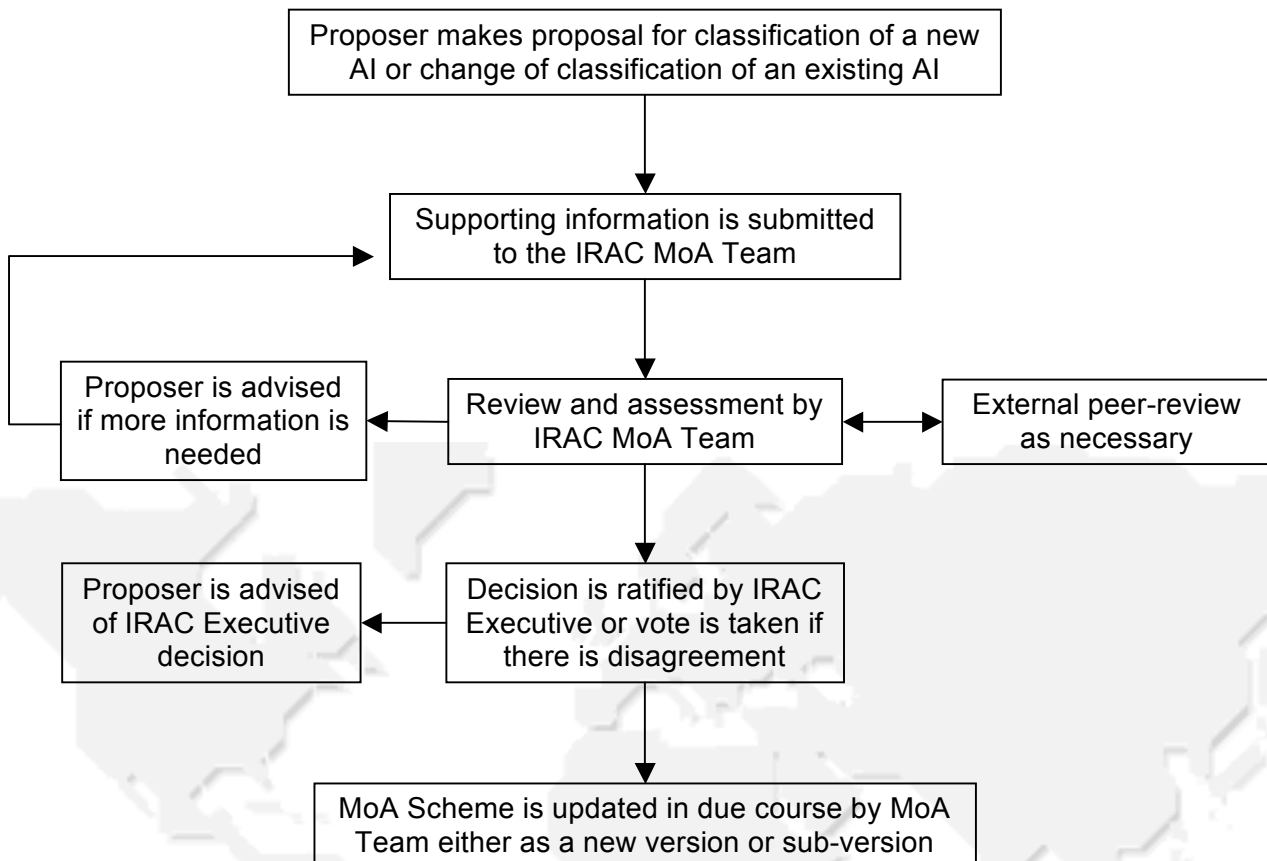 Proposer makes proposal for classification of a new
AI or change of classification of an existing AI
Supporting information is submitted
to the IRAC MoA Team
Proposer is advised
if more information is
needed
Review and assessment by
IRAC MoA Team
External peer-review
as necessary
Proposer is advised
of IRAC Executive
decision
Decision is ratified by IRAC
Executive or vote is taken if
there is disagreement
MoA Scheme is updated in due course by MoA
Team either as a new version or sub-version